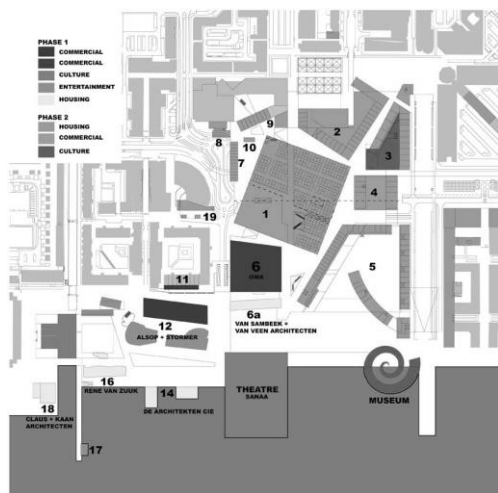 PHASE 1
COMMERCIAL
COMMERCIAL
CULTURE
ENTERTAINMENT
HOUSING
PHASE 2
HOUSING
COMMERCIAL
CULTURE
9
2
8
10
3
7
4
1
19
5
6
OMA
11
6a
VAN SAMBEEK +
VAN VEEN ARCHITECTEN
12
ALSOP + STORMER
16
RENE VAN ZUUK
14
DE ARCHITEKTEN CIE
THEATRE
SANAA
MUSEUM
18
CLAUS + KAAN
ARCHITECTEN
17